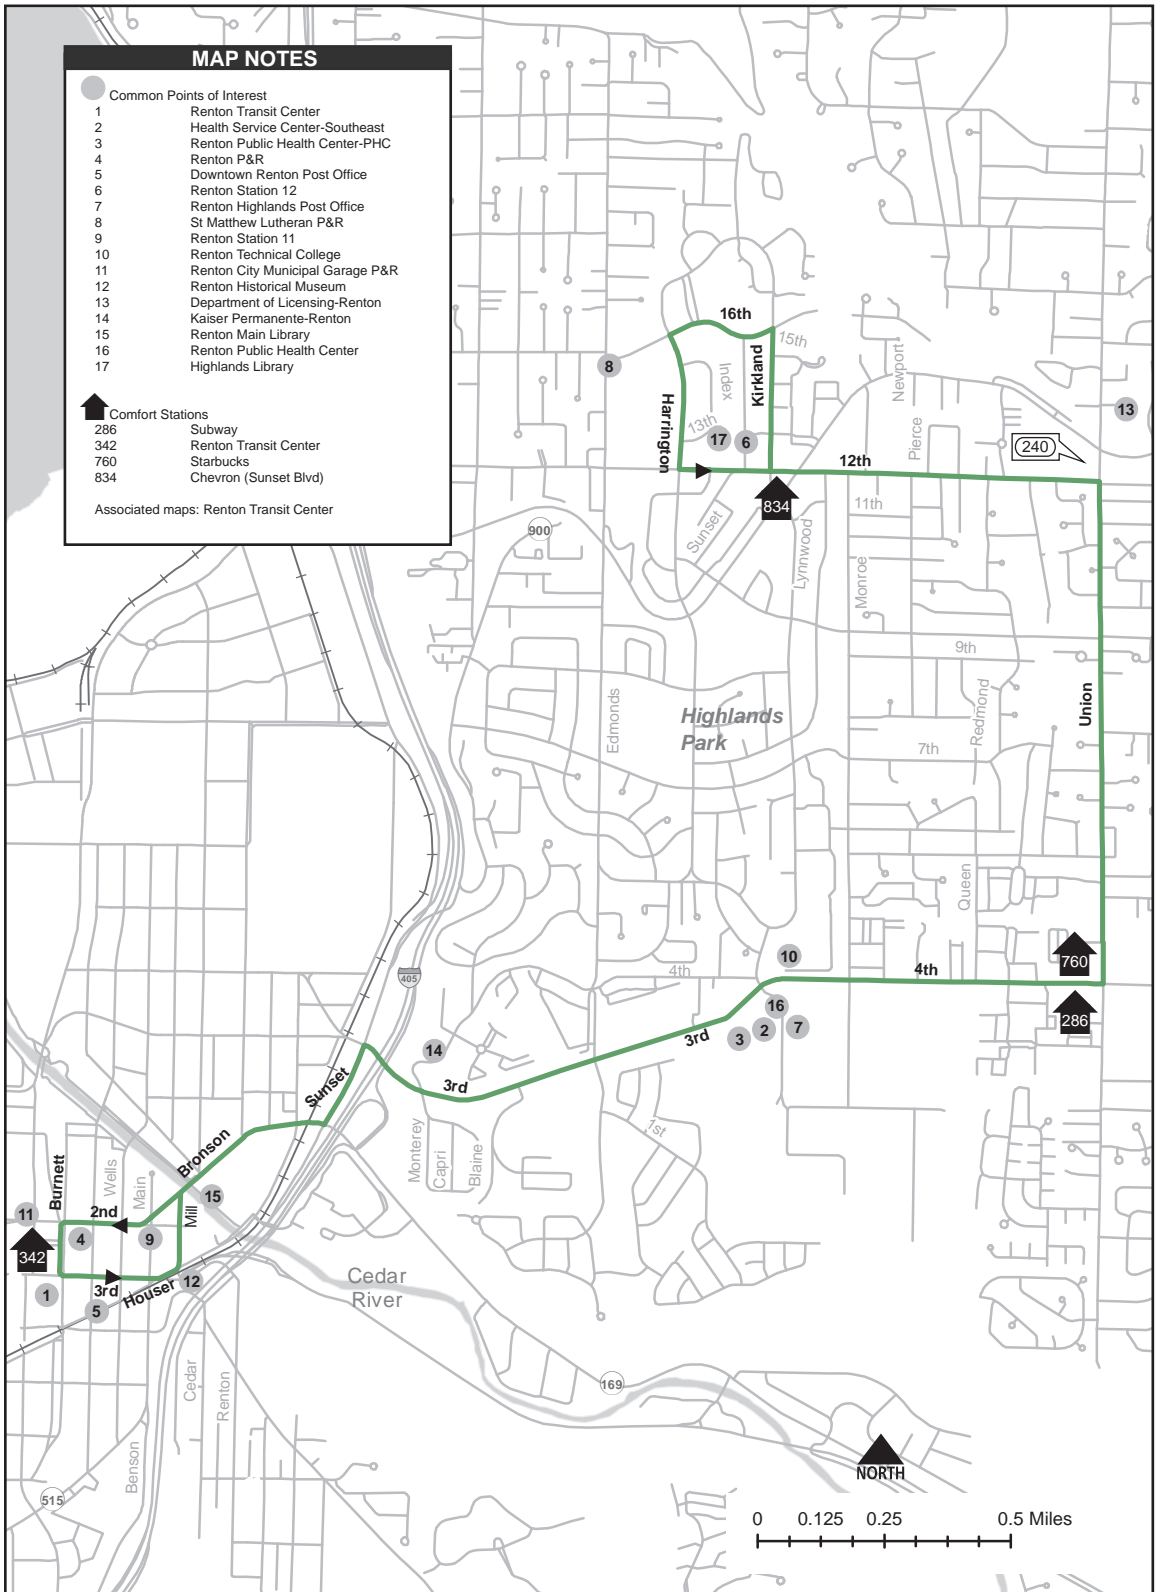 MAP NOTES
Common Points of Interest
1 Renton Transit Center
2 Health Service Center-Southeast
3 Renton Public Health Center-PHC
4 Renton P&R
5 Downtown Renton Post Office
6 Renton Station 12
7 Renton Highlands Post Office
8 St Matthew Lutheran P&R
9 Renton Station 11
10 Renton Technical College
11 Renton City Municipal Garage P&R
12 Renton Historical Museum
13 Department of Licensing-Renton
14 Kaiser Permanente-Renton
15 Renton Main Library
16 Renton Public Health Center
17 Highlands Library
Comfort Stations
286 Subway
342 Renton Transit Center
760 Starbucks
834 Chevron (Sunset Blvd)
Associated maps: Renton Transit Center
16th
15th
Kirkland
Index
Newport
8
Harrington
13th
17
6
Pierce
13
240
12th
834
11th
900
Sunset
Lynnwood
Monroe
9th
Edmonds
Highlands
Park
Redmond
Union
7th
Queen
10
4th
4th
760
405
16
286
2
7
3
3rd
14
3rd
Sunset
1st
Monterey
Capri
Blaine
Bronson
Burnett
Wells
Main
15
Mill
11
2nd
4
9
342
12
1
3rd
Houser
5
Cedar
River
Cedar
Renton
169
Benson
515
NORTH
0 0.125 0.25 0.5 Miles